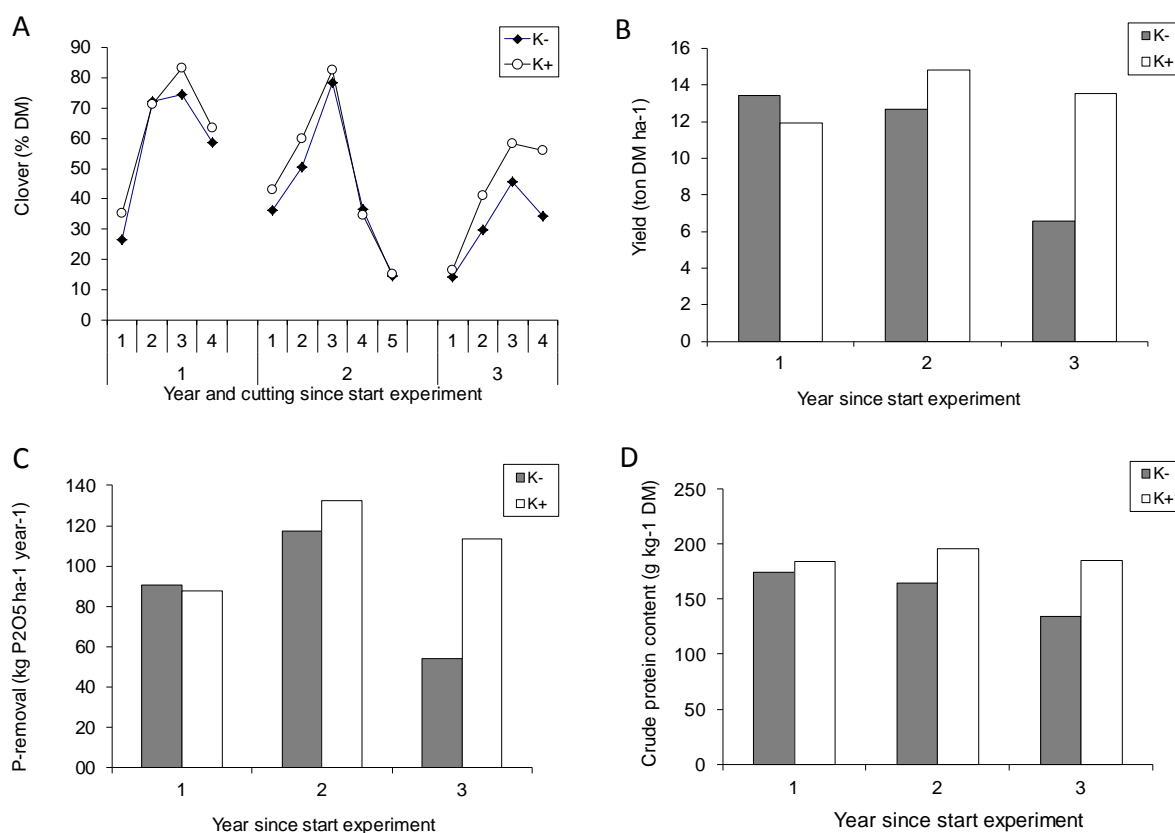 A
K-
K+
Clover (% DM)
90
80
70
60
50
40
30
20
10
0
1 2 3 4 1 2 3 4 5 1 2 3 4
1 2 3
Year and cutting since start experiment
B
K-
K+
Yield (ton DM ha-1)
16
14
12
10
8
6
4
2
0
1 2 3
Year since start experiment
C
K-
K+
P-removal (kg P2O5 ha-1 year-1)
140
120
100
80
60
40
20
00
1 2 3
Year since start experiment
D
K-
K+
Crude protein content (g kg-1 DM)
250
200
150
100
50
0
1 2 3
Year since start experiment